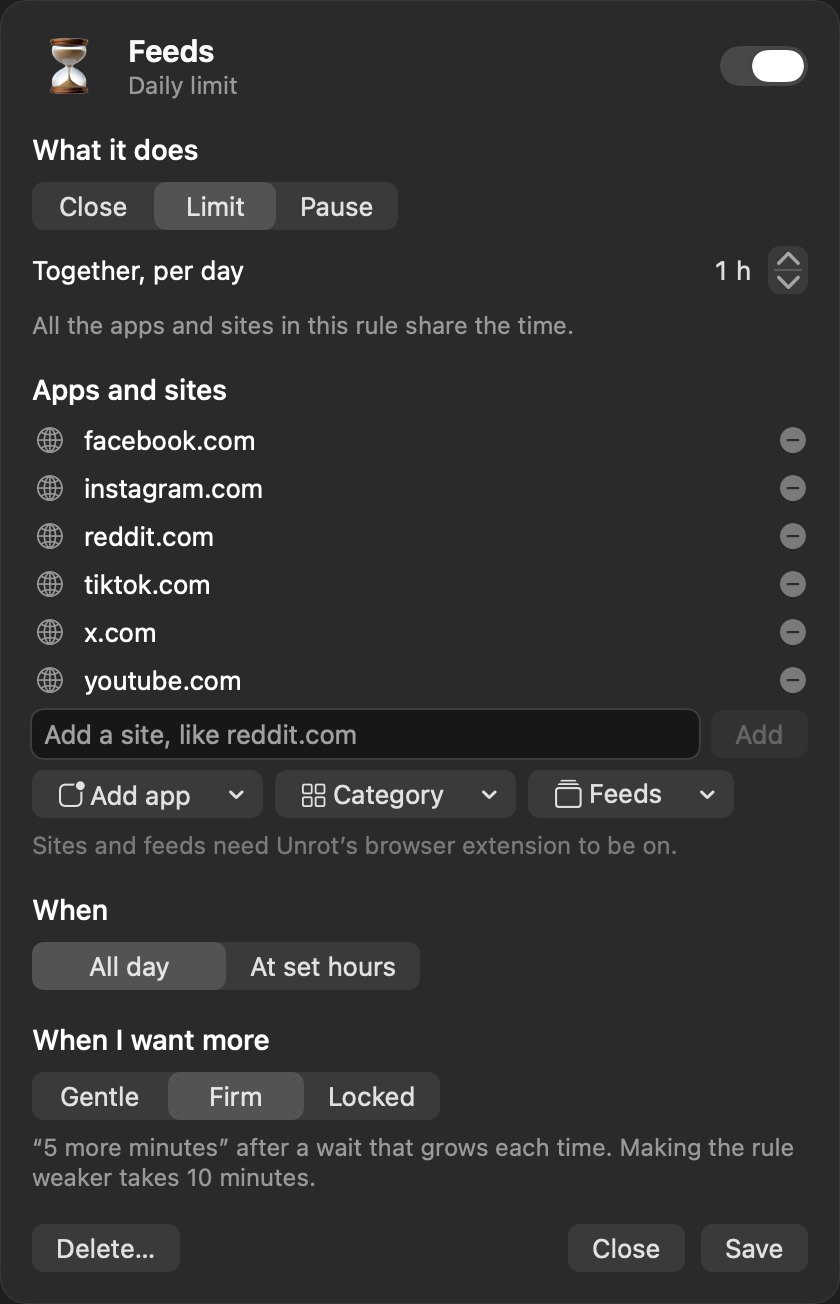 Feeds
Daily limit
What it does
Close Limit Pause
Together, per day 1 h
All the apps and sites in this rule share the time.
Apps and sites
facebook.com
instagram.com
reddit.com
tiktok.com
x.com
youtube.com
Add a site, like reddit.com Add
Add app Category Feeds
Sites and feeds need Unrot’s browser extension to be on.
When
All day At set hours
When I want more
Gentle Firm Locked
“5 more minutes” after a wait that grows each time. Making the rule
weaker takes 10 minutes.
Delete... Close Save